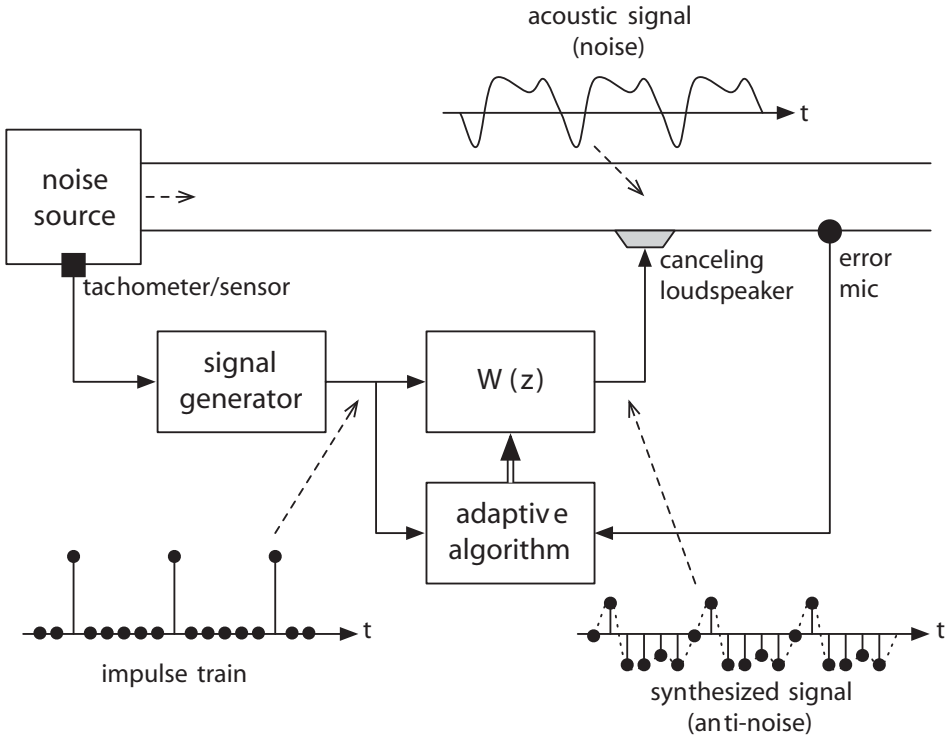 acoustic signal
(noise)
t
noise
source
tachometer/sensor
canceling
loudspeaker
error
mic
signal
generator
W (z)
adaptive
algorithm
t
impulse train
t
synthesized signal
(anti-noise)